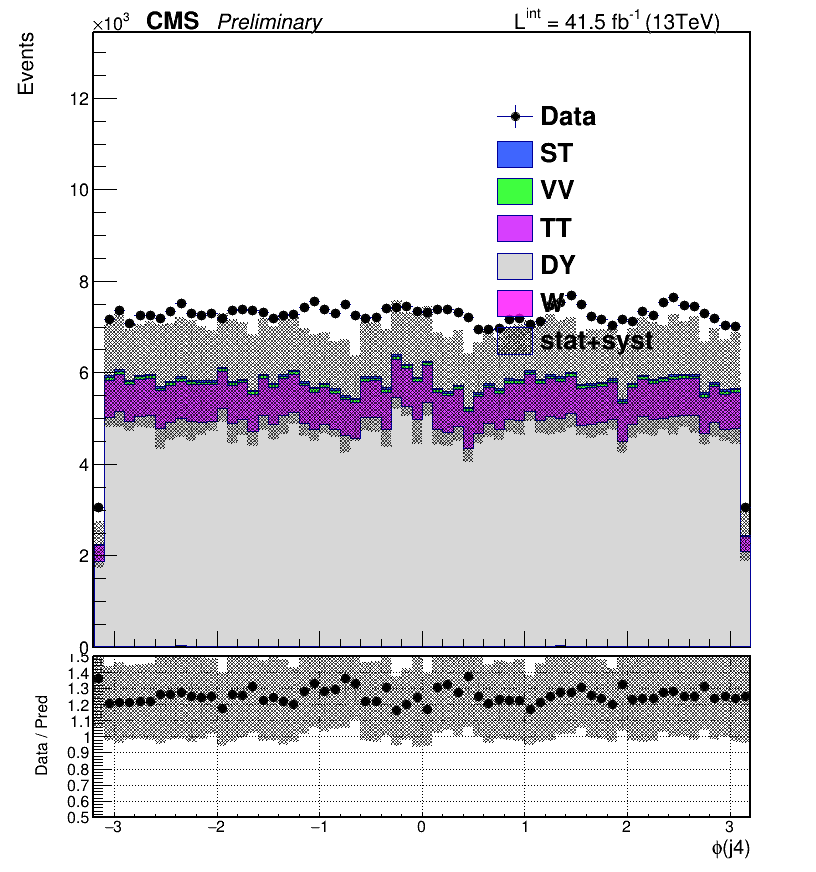 ×10³ CMS Preliminary L^int = 41.5 fb⁻¹ (13TeV)
Events
12
10
8
6
4
2
0
Data
ST
VV
TT
DY
W
stat+syst
Data / Pred
1.5
1.4
1.3
1.2
1.1
1
0.9
0.8
0.7
0.6
0.5
−3 −2 −1 0 1 2 3
ϕ(j4)